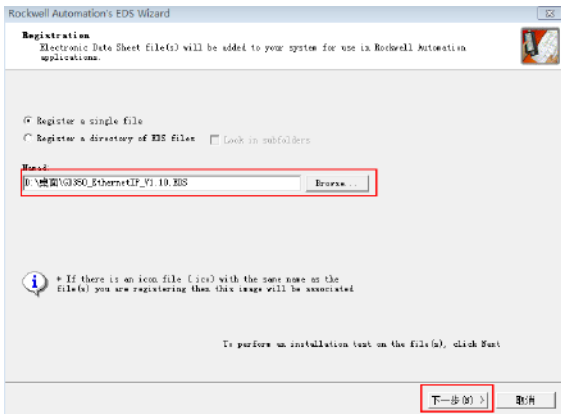 Rockwell Automation's EDS Wizard
Registration
Electronic Data Sheet file(s) will be added to your system for use in Rockwell Automation
applications.
Register a single file
Register a directory of EDS files
Look in subfolders
Named:
D:\桌面\GD350_EthernetIP_V1.10.EDS
Browse...
* If there is an icon file (.ico) with the same name as the
file(s) you are registering then this image will be associated
To perform an installation test on the file(s), click Next
下一步(N) >
取消